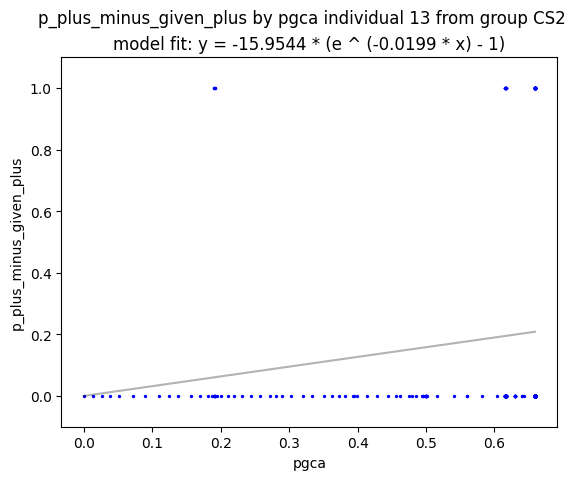 p_plus_minus_given_plus by pgca individual 13 from group CS2
model fit: y = -15.9544 * (e ^ (-0.0199 * x) - 1)
p_plus_minus_given_plus
1.0
0.8
0.6
0.4
0.2
0.0
0.0 0.1 0.2 0.3 0.4 0.5 0.6
pgca